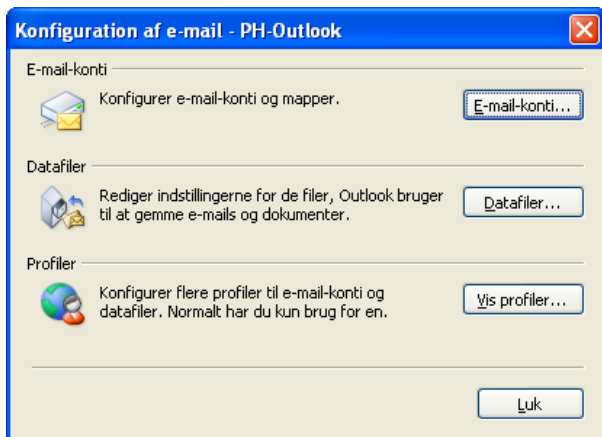 Konfiguration af e-mail - PH-Outlook
E-mail-konti
Konfigurer e-mail-konti og mapper.
E-mail-konti...
Datafiler
Rediger indstillingerne for de filer, Outlook bruger
til at gemme e-mails og dokumenter.
Datafiler...
Profiler
Konfigurer flere profiler til e-mail-konti og
datafiler. Normalt har du kun brug for en.
Vis profiler...
Luk